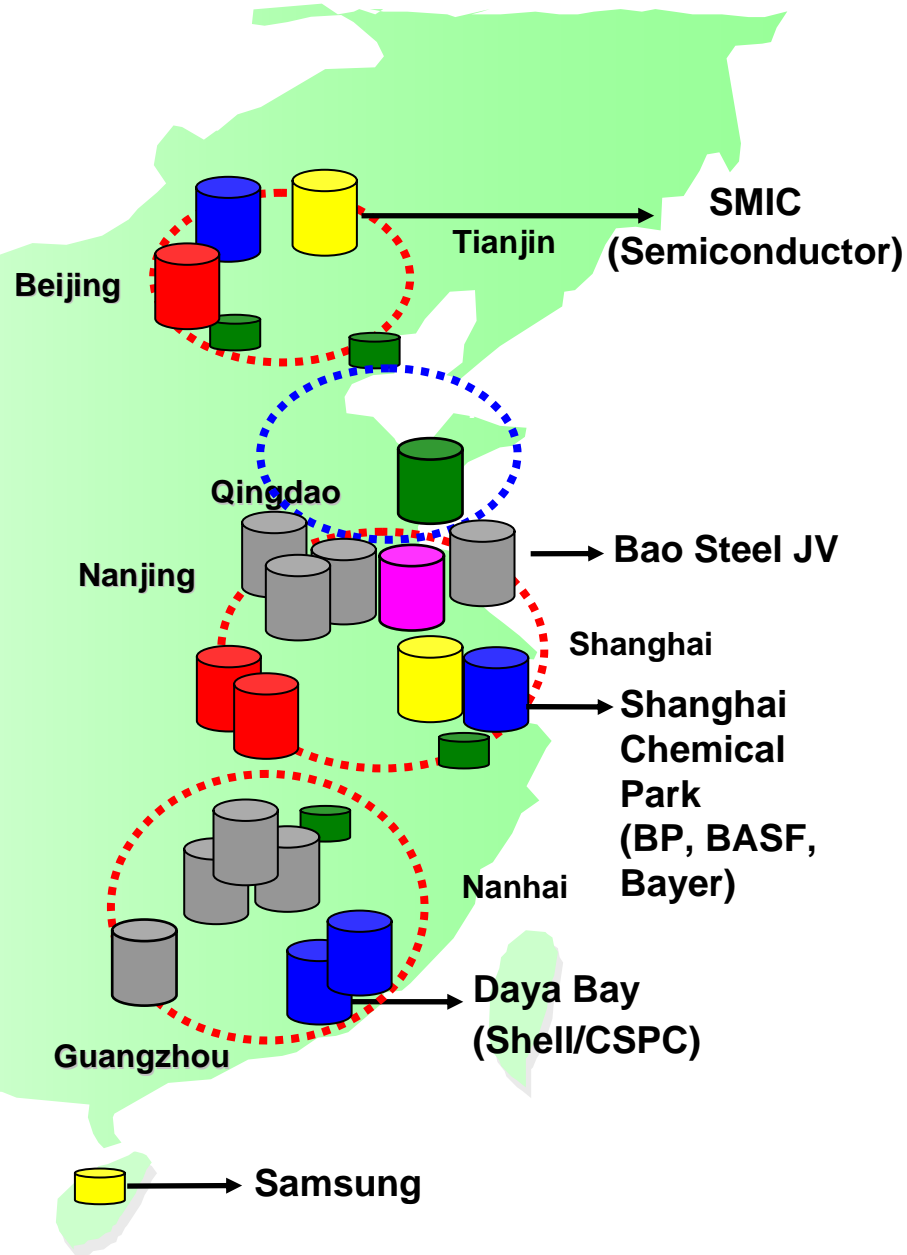 SMIC
(Semiconductor)
Tianjin
Beijing
Qingdao
Bao Steel JV
Nanjing
Shanghai
Shanghai
Chemical
Park
(BP, BASF,
Bayer)
Nanhai
Daya Bay
(Shell/CSPC)
Guangzhou
Samsung